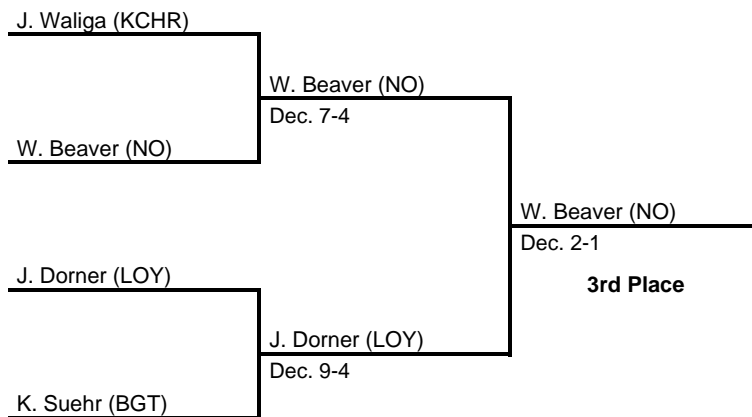 J. Waliga (KCHR)
W. Beaver (NO)
Dec. 7-4
W. Beaver (NO)
W. Beaver (NO)
Dec. 2-1
3rd Place
J. Dorner (LOY)
J. Dorner (LOY)
Dec. 9-4
K. Suehr (BGT)